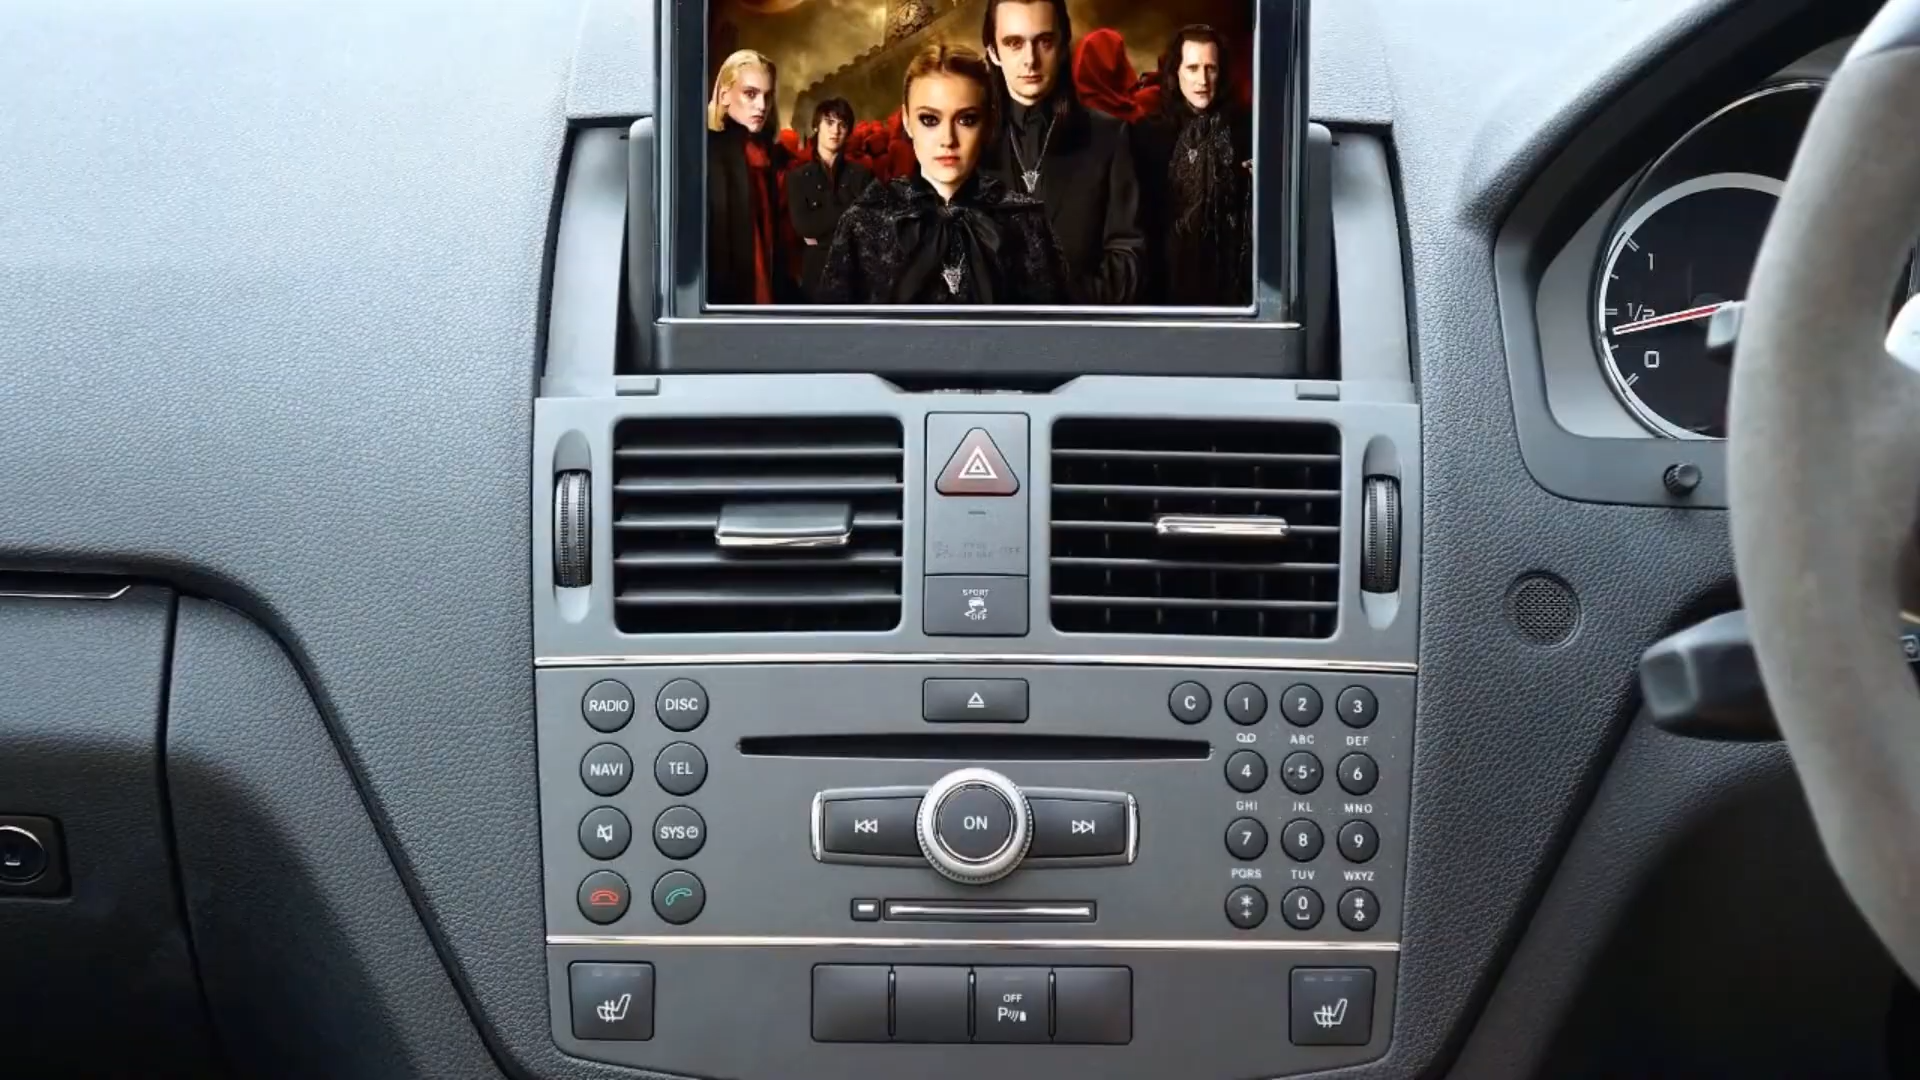 1
1/2
0
SPORT
OFF
RADIO DISC
C 1 2 3
ABC DEF
NAVI TEL
4 5 6
GHI JKL MNO
SYS
ON
7 8 9
PQRS TUV WXYZ
* 0 #
+
OFF
P